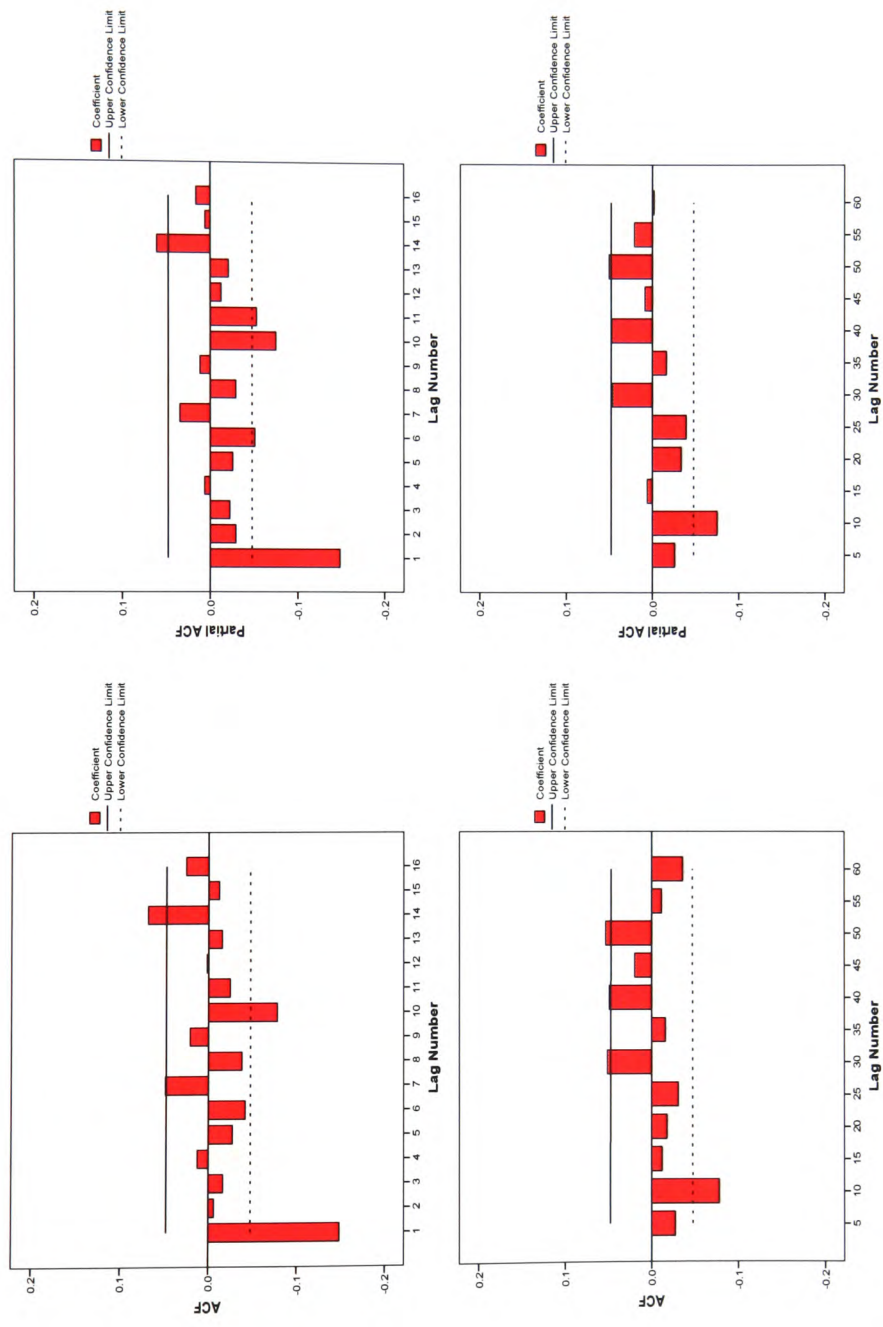 ACF
0.2
0.1
0.0
-0.1
-0.2
1 2 3 4 5 6 7 8 9 10 11 12 13 14 15 16
Lag Number
Coefficient
Upper Confidence Limit
Lower Confidence Limit
Partial ACF
0.2
0.1
0.0
-0.1
-0.2
1 2 3 4 5 6 7 8 9 10 11 12 13 14 15 16
Lag Number
Coefficient
Upper Confidence Limit
Lower Confidence Limit
ACF
0.2
0.1
0.0
-0.1
-0.2
5 10 15 20 25 30 35 40 45 50 55 60
Lag Number
Coefficient
Upper Confidence Limit
Lower Confidence Limit
Partial ACF
0.2
0.1
0.0
-0.1
-0.2
5 10 15 20 25 30 35 40 45 50 55 60
Lag Number
Coefficient
Upper Confidence Limit
Lower Confidence Limit